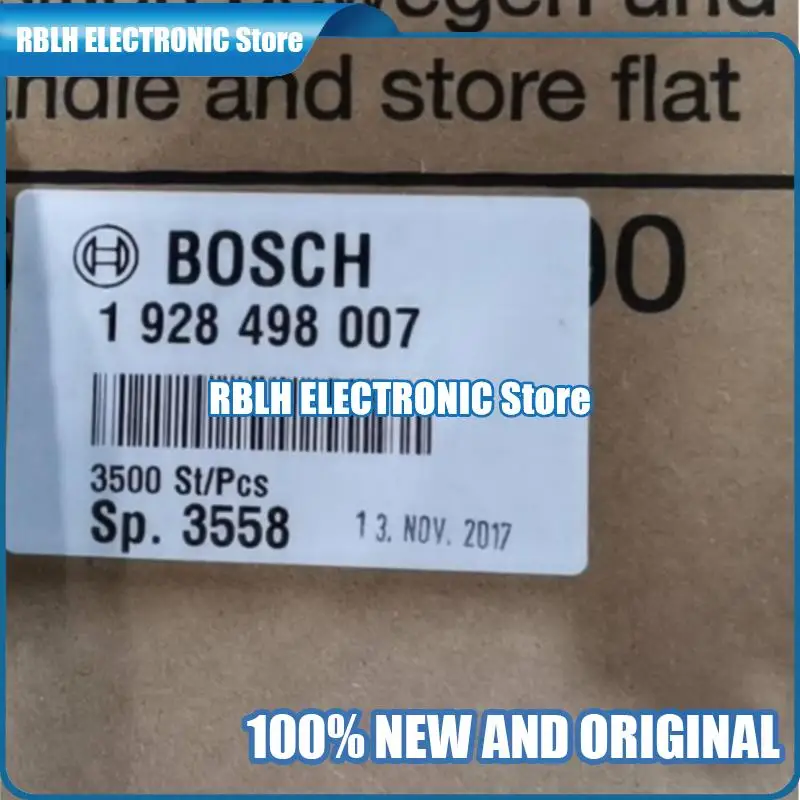 RBLH ELECTRONIC Store
and store flat
BOSCH
1 928 498 007
RBLH ELECTRONIC Store
3500 St/Pcs
Sp. 3558
13. NOV. 2017
100% NEW AND ORIGINAL